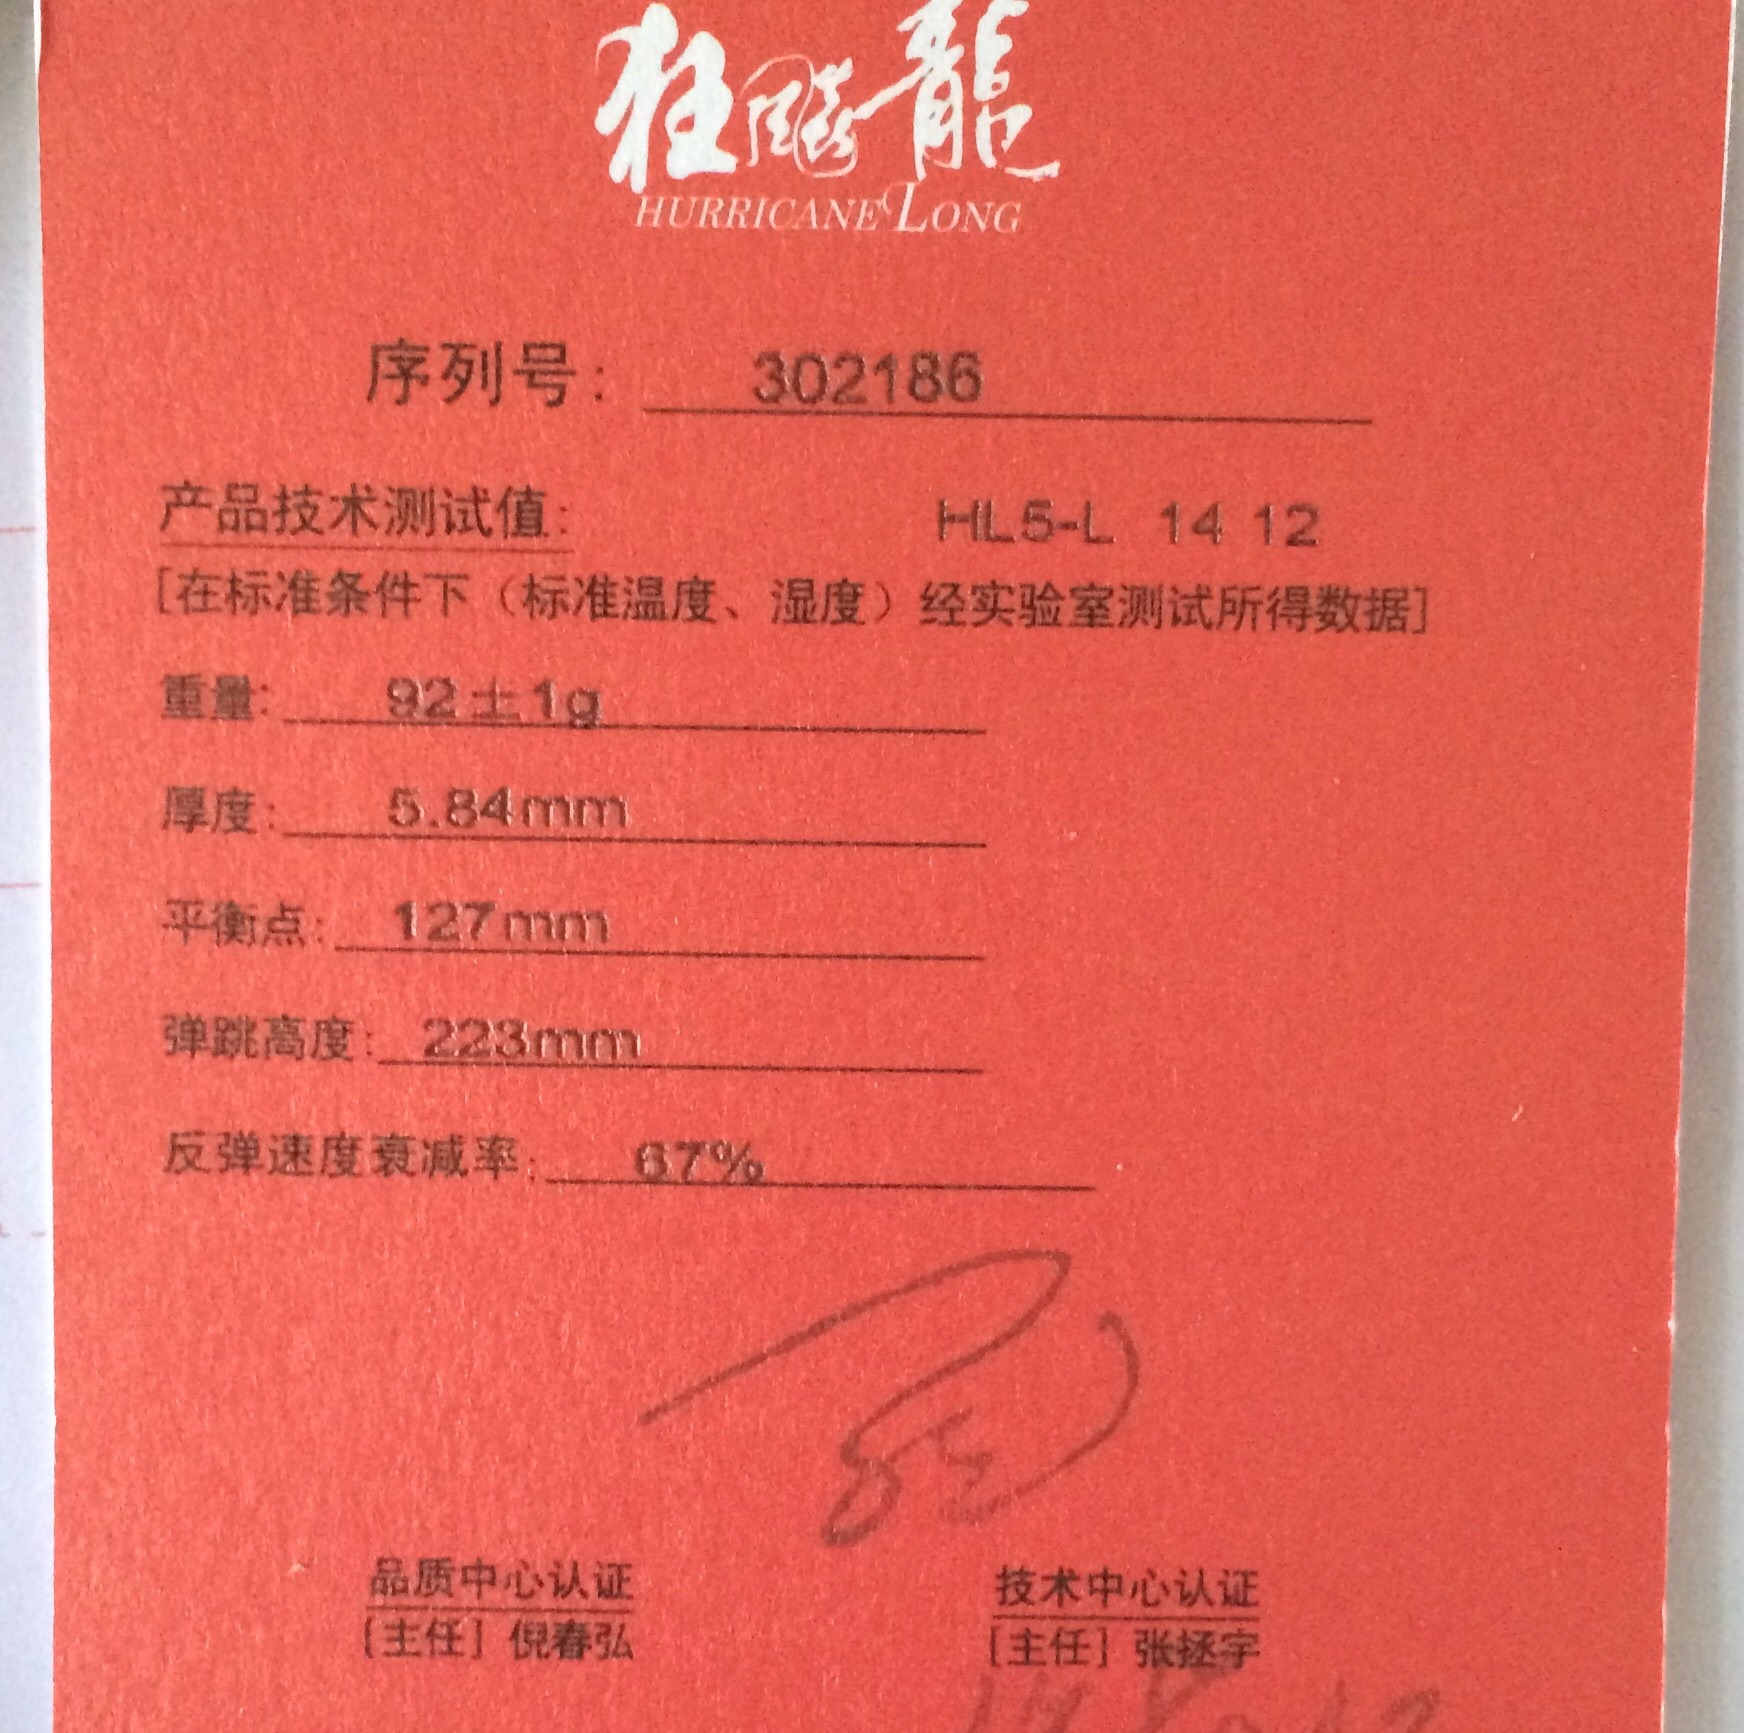 狂飚龍
HURRICANE LONG
序列号: 302186
产品技术测试值: HL5-L 14 12
[在标准条件下（标准温度、湿度）经实验室测试所得数据]
重量: 92±1g
厚度: 5.84mm
平衡点: 127mm
弹跳高度: 223mm
反弹速度衰减率: 67%
品质中心认证 技术中心认证
[主任] 倪春弘 [主任] 张拯宇